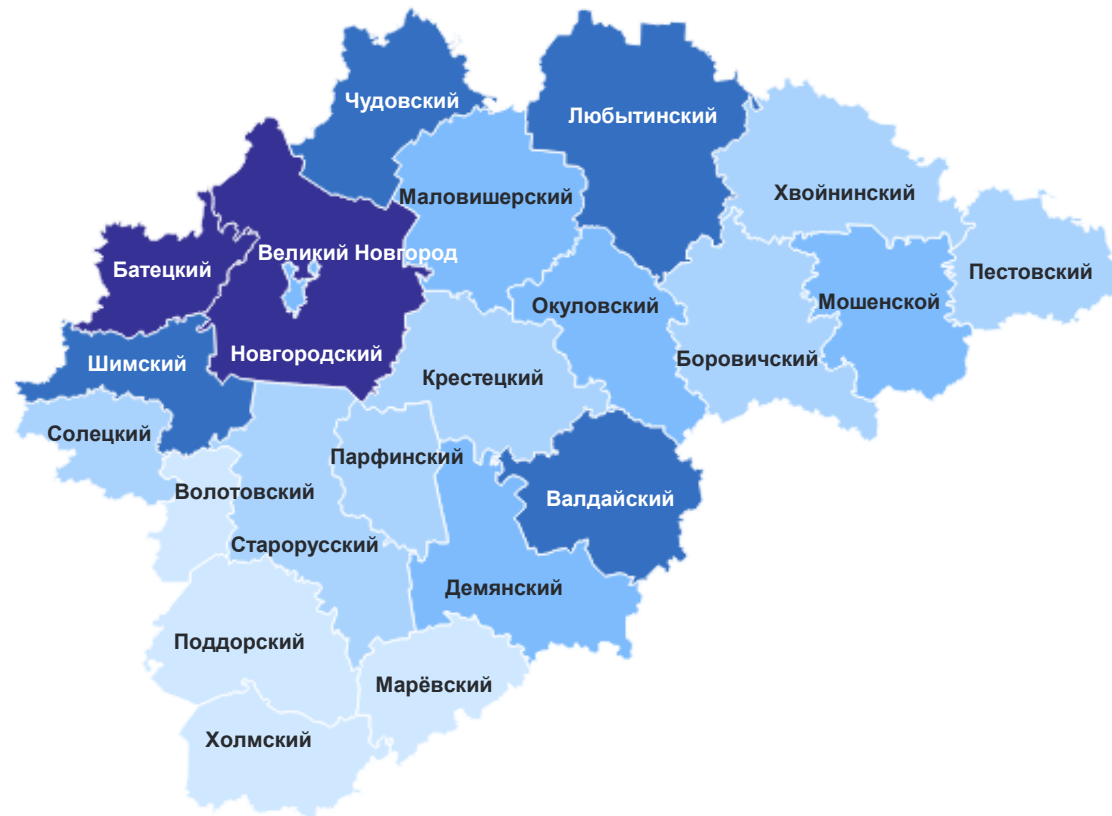 Чудовский
Любытинский
Маловишерский
Хвойнинский
Великий Новгород
Батецкий
Пестовский
Окуловский
Мошенской
Новгородский
Шимский
Боровичский
Крестецкий
Солецкий
Парфинский
Волотовский
Валдайский
Старорусский
Демянский
Поддорский
Марёвский
Холмский